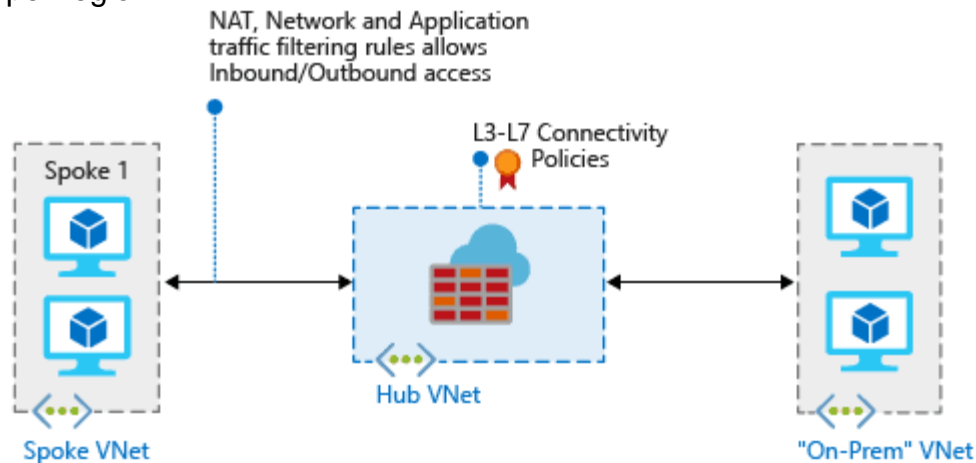 NAT, Network and Application
traffic filtering rules allows
Inbound/Outbound access
L3-L7 Connectivity
Policies
Spoke 1
Hub VNet
Spoke VNet
"On-Prem" VNet